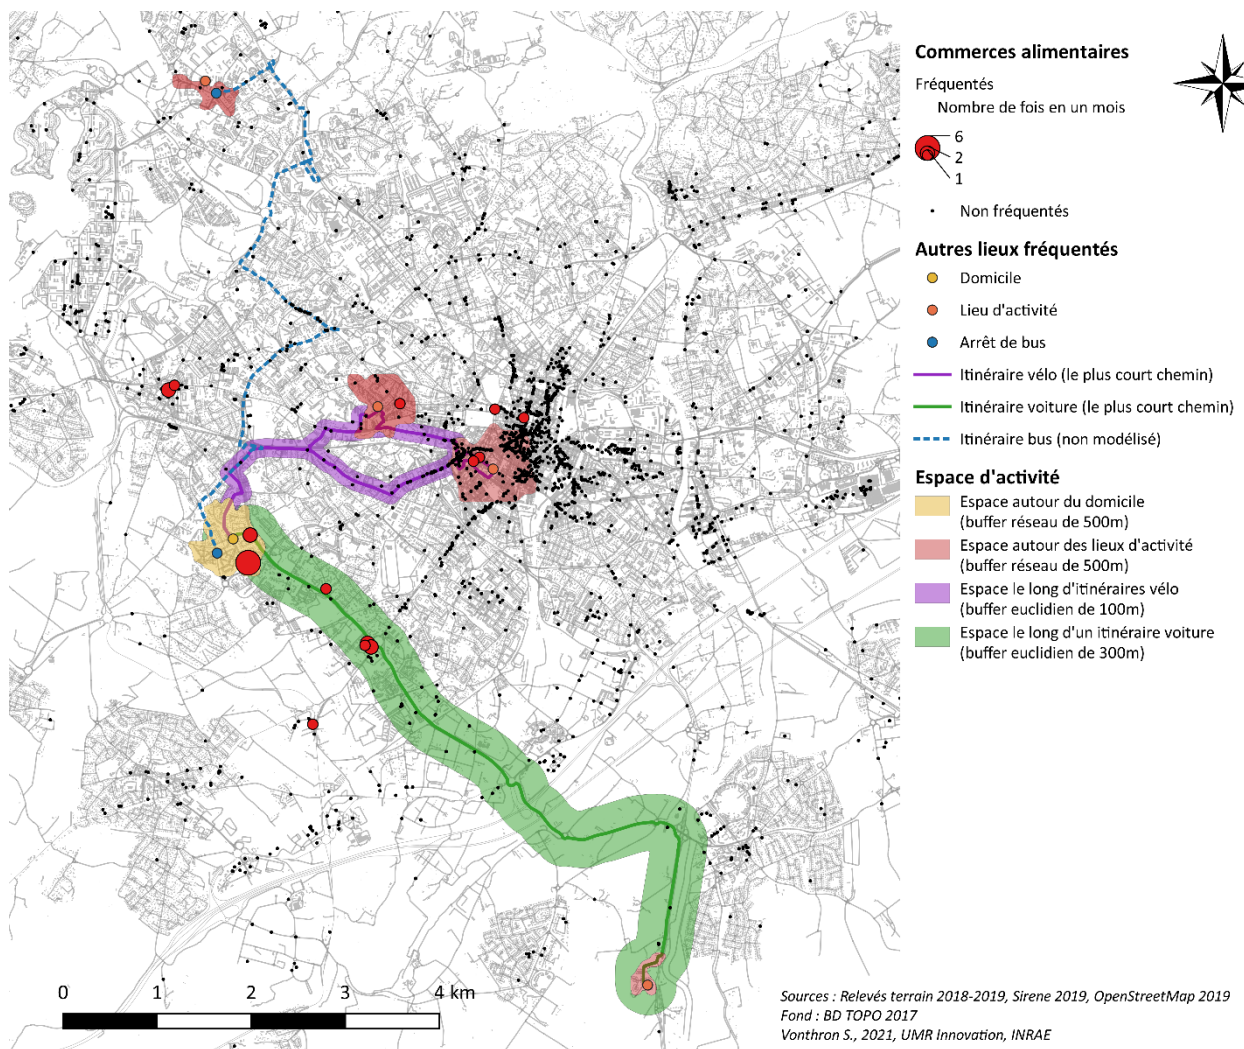 Commerces alimentaires
Fréquentés
Nombre de fois en un mois
6
2
1
Non fréquentés
Autres lieux fréquentés
Domicile
Lieu d'activité
Arrêt de bus
Itinéraire vélo (le plus court chemin)
Itinéraire voiture (le plus court chemin)
Itinéraire bus (non modélisé)
Espace d'activité
Espace autour du domicile
(buffer réseau de 500m)
Espace autour des lieux d'activité
(buffer réseau de 500m)
Espace le long d'itinéraires vélo
(buffer euclidien de 100m)
Espace le long d'un itinéraire voiture
(buffer euclidien de 300m)
0 1 2 3 4 km
Sources : Relevés terrain 2018-2019, Sirene 2019, OpenStreetMap 2019
Fond : BD TOPO 2017
Vonthron S., 2021, UMR Innovation, INRAE